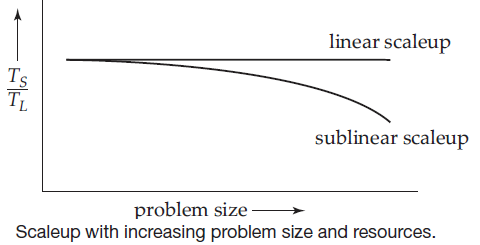 linear scaleup
T_S
T_L
sublinear scaleup
problem size
Scaleup with increasing problem size and resources.